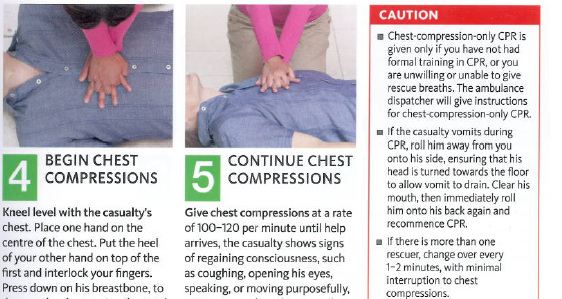 4
BEGIN CHEST
COMPRESSIONS
Kneel level with the casualty's
chest. Place one hand on the
centre of the chest. Put the heel
of your other hand on top of the
first and interlock your fingers.
Press down on his breastbone, to
5
CONTINUE CHEST
COMPRESSIONS
Give chest compressions at a rate
of 100–120 per minute until help
arrives, the casualty shows signs
of regaining consciousness, such
as coughing, opening his eyes,
speaking, or moving purposefully,
CAUTION
■ Chest-compression-only CPR is
given only if you have not had
formal training in CPR, or you
are unwilling or unable to give
rescue breaths. The ambulance
dispatcher will give instructions
for chest-compression-only CPR.
■ If the casualty vomits during
CPR, roll him away from you
onto his side, ensuring that his
head is turned towards the floor
to allow vomit to drain. Clear his
mouth, then immediately roll
him onto his back again and
recommence CPR.
■ If there is more than one
rescuer, change over every
1–2 minutes, with minimal
interruption to chest
compressions.